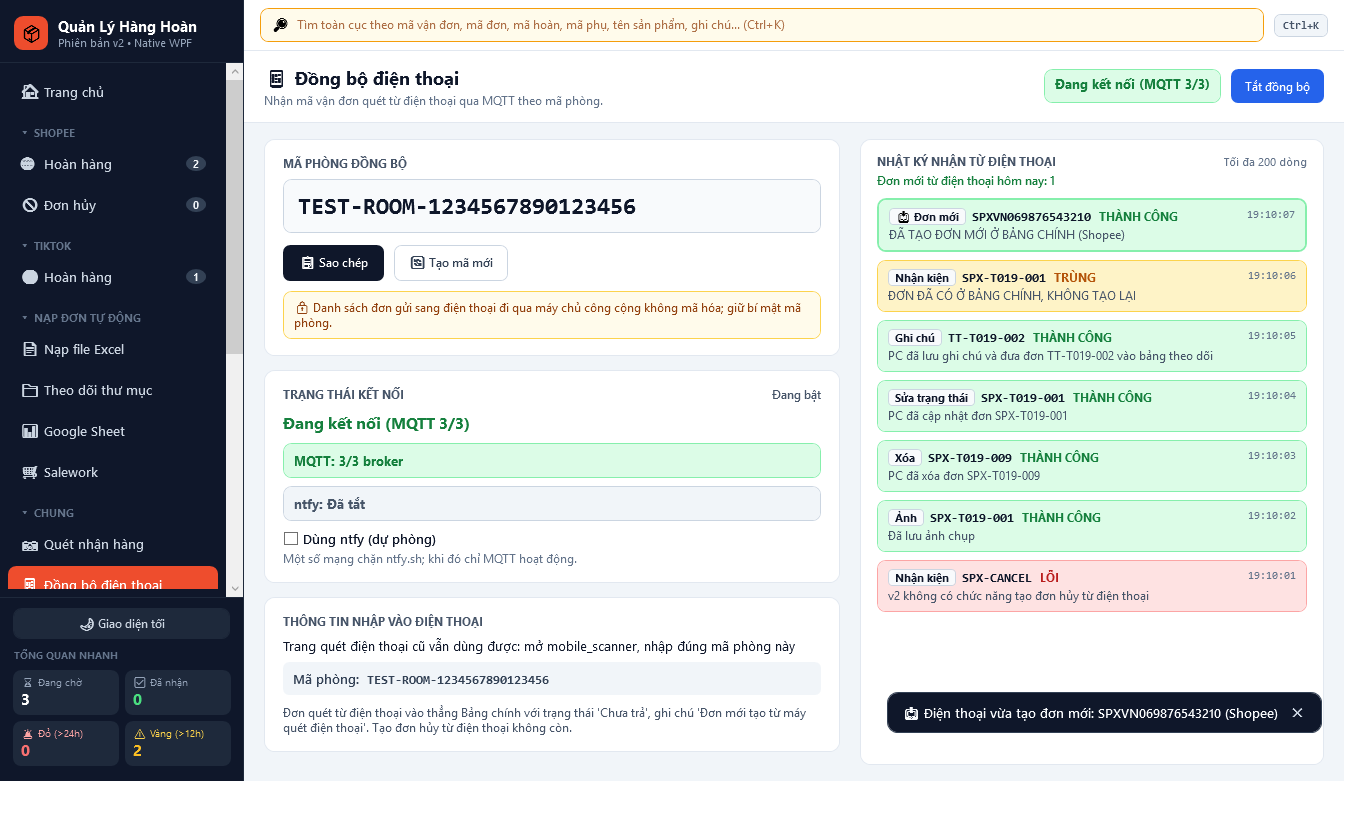 Quản Lý Hàng Hoàn
Phiên bản v2 • Native WPF
Trang chủ
SHOPEE
Hoàn hàng 2
Đơn hủy 0
TIKTOK
Hoàn hàng 1
NẠP ĐƠN TỰ ĐỘNG
Nạp file Excel
Theo dõi thư mục
Google Sheet
Salework
CHUNG
Quét nhận hàng
Đồng bộ điện thoại
Giao diện tối
TỔNG QUAN NHANH
Đang chờ
3
Đã nhận
0
Đỏ (>24h)
0
Vàng (>12h)
2
Tìm toàn cục theo mã vận đơn, mã đơn, mã hoàn, mã phụ, tên sản phẩm, ghi chú... (Ctrl+K)
Ctrl+K
Đồng bộ điện thoại
Nhận mã vận đơn quét từ điện thoại qua MQTT theo mã phòng.
Đang kết nối (MQTT 3/3)
Tắt đồng bộ
MÃ PHÒNG ĐỒNG BỘ
TEST-ROOM-1234567890123456
Sao chép
Tạo mã mới
Danh sách đơn gửi sang điện thoại đi qua máy chủ công cộng không mã hóa; giữ bí mật mã
phòng.
TRẠNG THÁI KẾT NỐI
Đang bật
Đang kết nối (MQTT 3/3)
MQTT: 3/3 broker
ntfy: Đã tắt
Dùng ntfy (dự phòng)
Một số mạng chặn ntfy.sh; khi đó chỉ MQTT hoạt động.
THÔNG TIN NHẬP VÀO ĐIỆN THOẠI
Trang quét điện thoại cũ vẫn dùng được: mở mobile_scanner, nhập đúng mã phòng này
Mã phòng: TEST-ROOM-1234567890123456
Đơn quét từ điện thoại vào thẳng Bảng chính với trạng thái 'Chưa trả', ghi chú 'Đơn mới tạo từ máy
quét điện thoại'. Tạo đơn hủy từ điện thoại không còn.
NHẬT KÝ NHẬN TỪ ĐIỆN THOẠI
Tối đa 200 dòng
Đơn mới từ điện thoại hôm nay: 1
Đơn mới SPXVN069876543210 THÀNH CÔNG 19:10:07
ĐÃ TẠO ĐƠN MỚI Ở BẢNG CHÍNH (Shopee)
Nhận kiện SPX-T019-001 TRÙNG 19:10:06
ĐƠN ĐÃ CÓ Ở BẢNG CHÍNH, KHÔNG TẠO LẠI
Ghi chú TT-T019-002 THÀNH CÔNG 19:10:05
PC đã lưu ghi chú và đưa đơn TT-T019-002 vào bảng theo dõi
Sửa trạng thái SPX-T019-001 THÀNH CÔNG 19:10:04
PC đã cập nhật đơn SPX-T019-001
Xóa SPX-T019-009 THÀNH CÔNG 19:10:03
PC đã xóa đơn SPX-T019-009
Ảnh SPX-T019-001 THÀNH CÔNG 19:10:02
Đã lưu ảnh chụp
Nhận kiện SPX-CANCEL LỖI 19:10:01
v2 không có chức năng tạo đơn hủy từ điện thoại
Điện thoại vừa tạo đơn mới: SPXVN069876543210 (Shopee)